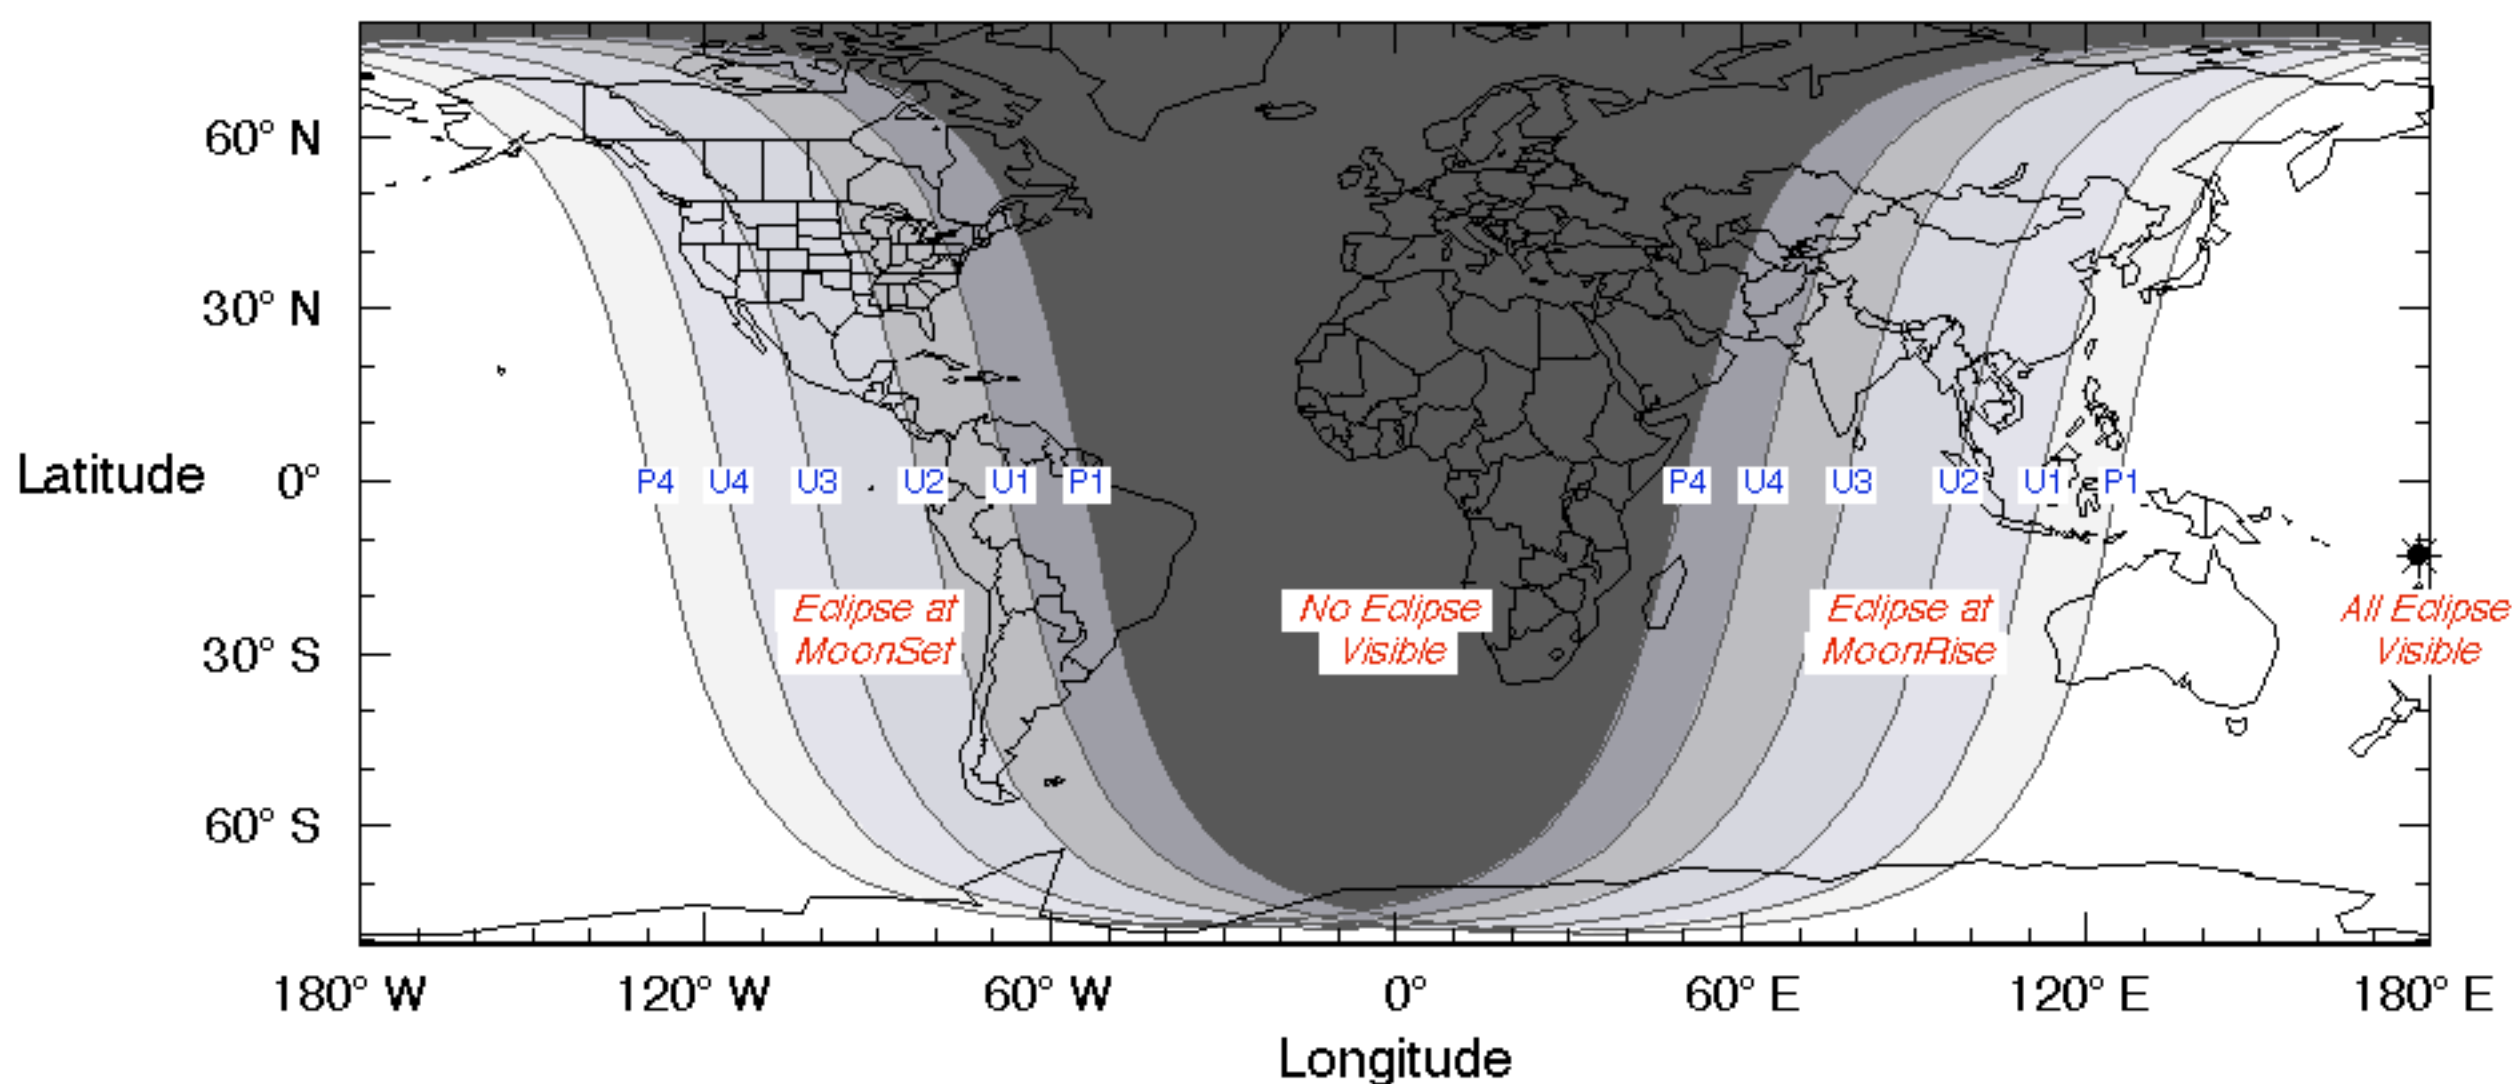 60° N
30° N
Latitude 0°
P4 U4 U3 U2 U1 P1 P4 U4 U3 U2 U1 P1
Eclipse at
MoonSet
No Eclipse
Visible
Eclipse at
MoonRise
All Eclipse
Visible
30° S
60° S
180° W 120° W 60° W 0° 60° E 120° E 180° E
Longitude